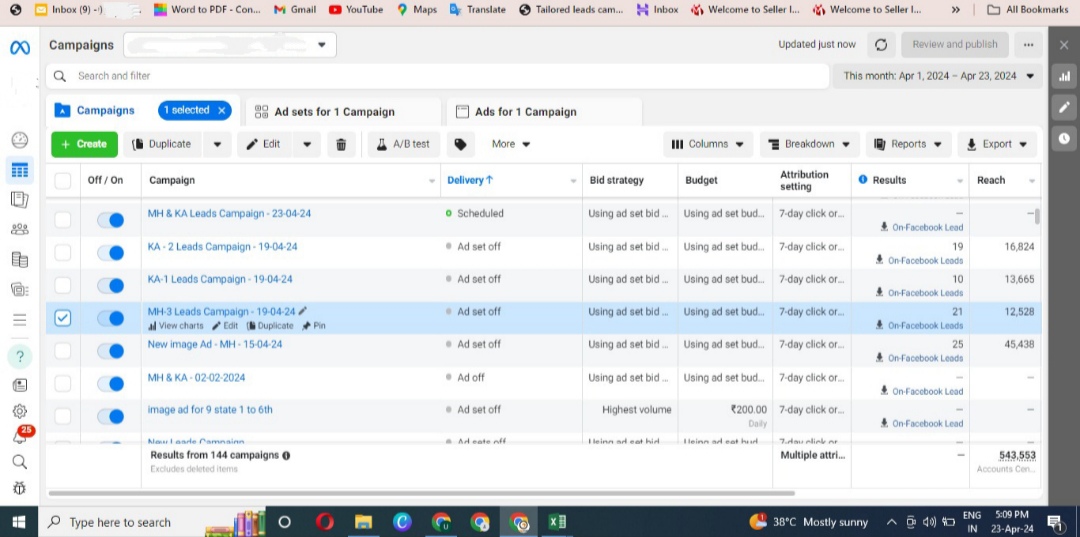 Inbox (9) -
Word to PDF - Con...
Gmail
YouTube
Maps
Translate
Tailored leads cam...
Inbox
Welcome to Seller I...
Welcome to Seller I...
»
All Bookmarks
Campaigns
Updated just now
Review and publish
Search and filter
This month: Apr 1, 2024 – Apr 23, 2024
Campaigns
1 selected ×
Ad sets for 1 Campaign
Ads for 1 Campaign
+ Create
Duplicate
Edit
A/B test
More
Columns
Breakdown
Reports
Export
Off / On
Campaign
Delivery ↑
Bid strategy
Budget
Attribution setting
Results
Reach
MH & KA Leads Campaign - 23-04-24
Scheduled
Using ad set bid ...
Using ad set bud...
7-day click or...
—
—
On-Facebook Lead
KA - 2 Leads Campaign - 19-04-24
Ad set off
Using ad set bid ...
Using ad set bud...
7-day click or...
19
16,824
On-Facebook Leads
KA-1 Leads Campaign - 19-04-24
Ad set off
Using ad set bid ...
Using ad set bud...
7-day click or...
10
13,665
On-Facebook Leads
MH-3 Leads Campaign - 19-04-24
Ad set off
Using ad set bid ...
Using ad set bud...
7-day click or...
21
12,528
View charts
Edit
Duplicate
Pin
On-Facebook Leads
New image Ad - MH - 15-04-24
Ad set off
Using ad set bid ...
Using ad set bud...
7-day click or...
25
45,438
On-Facebook Leads
MH & KA - 02-02-2024
Ad off
Using ad set bid ...
Using ad set bud...
7-day click or...
—
—
On-Facebook Lead
image ad for 9 state 1 to 6th
Ad set off
Highest volume
₹200.00
7-day click or...
—
—
Daily
On-Facebook Lead
New Leads Campaign
Ad sets off
Using ad set bid
Using ad set bud
7-day click or
Results from 144 campaigns
Multiple attri...
—
543,553
Excludes deleted items
Accounts Cen...
25
Type here to search
38°C Mostly sunny
ENG
IN
5:09 PM
23-Apr-24
1